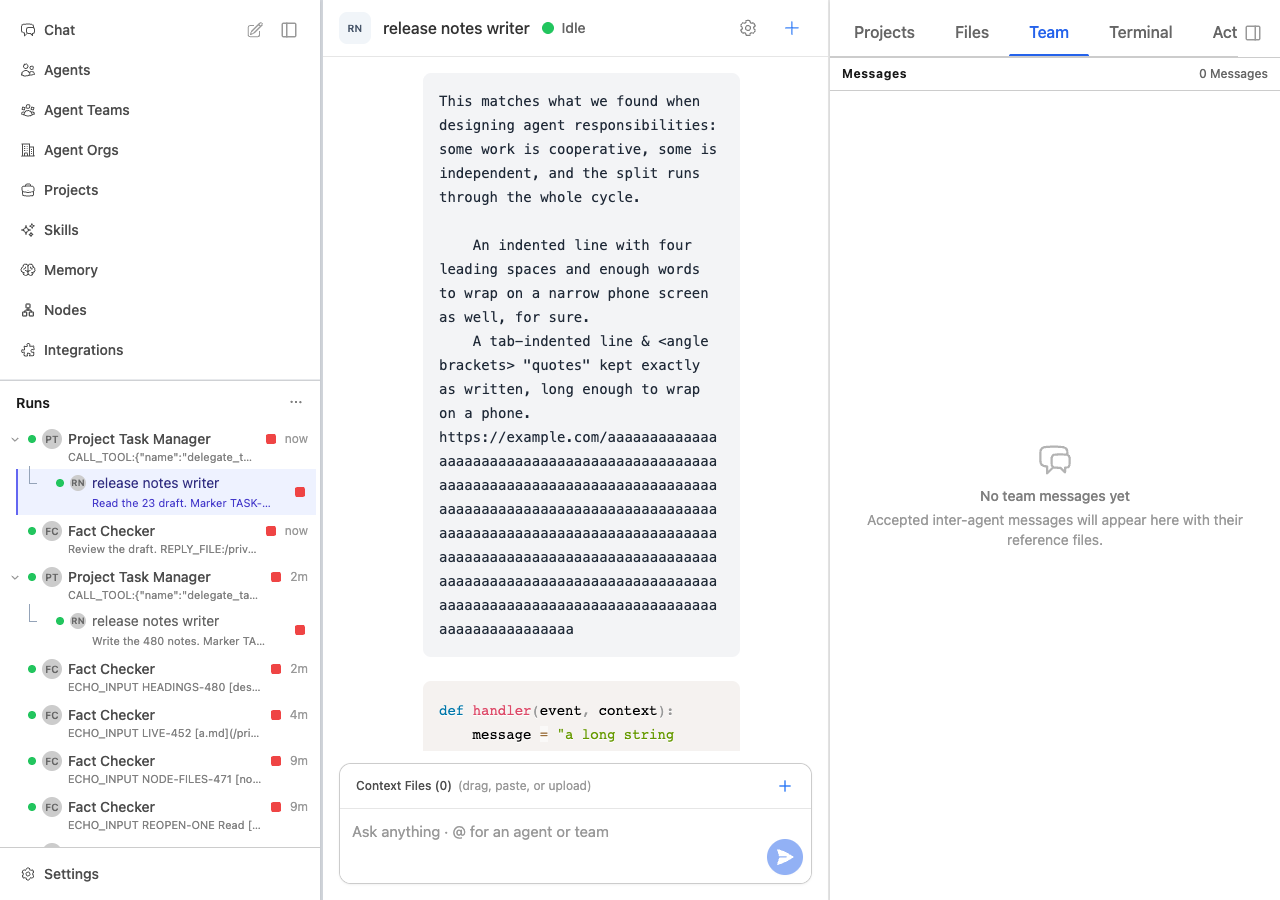 Chat
Agents
Agent Teams
Agent Orgs
Projects
Skills
Memory
Nodes
Integrations
Runs
PT Project Task Manager now
CALL_TOOL:{"name":"delegate_t...
RN release notes writer
Read the 23 draft. Marker TASK-...
FC Fact Checker now
Review the draft. REPLY_FILE:/priv...
PT Project Task Manager 2m
CALL_TOOL:{"name":"delegate_ta...
RN release notes writer
Write the 480 notes. Marker TA...
FC Fact Checker 2m
ECHO_INPUT HEADINGS-480 [des...
FC Fact Checker 4m
ECHO_INPUT LIVE-452 [a.md](/pri...
FC Fact Checker 9m
ECHO_INPUT NODE-FILES-471 [no...
FC Fact Checker 9m
ECHO_INPUT REOPEN-ONE Read [...
Settings
RN release notes writer Idle
This matches what we found when
designing agent responsibilities:
some work is cooperative, some is
independent, and the split runs
through the whole cycle.
    An indented line with four
leading spaces and enough words
to wrap on a narrow phone screen
as well, for sure.
    A tab-indented line & <angle
brackets> "quotes" kept exactly
as written, long enough to wrap
on a phone.
https://example.com/aaaaaaaaaaaaa
aaaaaaaaaaaaaaaaaaaaaaaaaaaaaaaaa
aaaaaaaaaaaaaaaaaaaaaaaaaaaaaaaaa
aaaaaaaaaaaaaaaaaaaaaaaaaaaaaaaaa
aaaaaaaaaaaaaaaaaaaaaaaaaaaaaaaaa
aaaaaaaaaaaaaaaaaaaaaaaaaaaaaaaaa
aaaaaaaaaaaaaaaaaaaaaaaaaaaaaaaaa
aaaaaaaaaaaaaaaaaaaaaaaaaaaaaaaaa
aaaaaaaaaaaaaaaa
def handler(event, context):
    message = "a long string
Context Files (0) (drag, paste, or upload)
Ask anything · @ for an agent or team
Projects Files Team Terminal Act
Messages 0 Messages
No team messages yet
Accepted inter-agent messages will appear here with their
reference files.